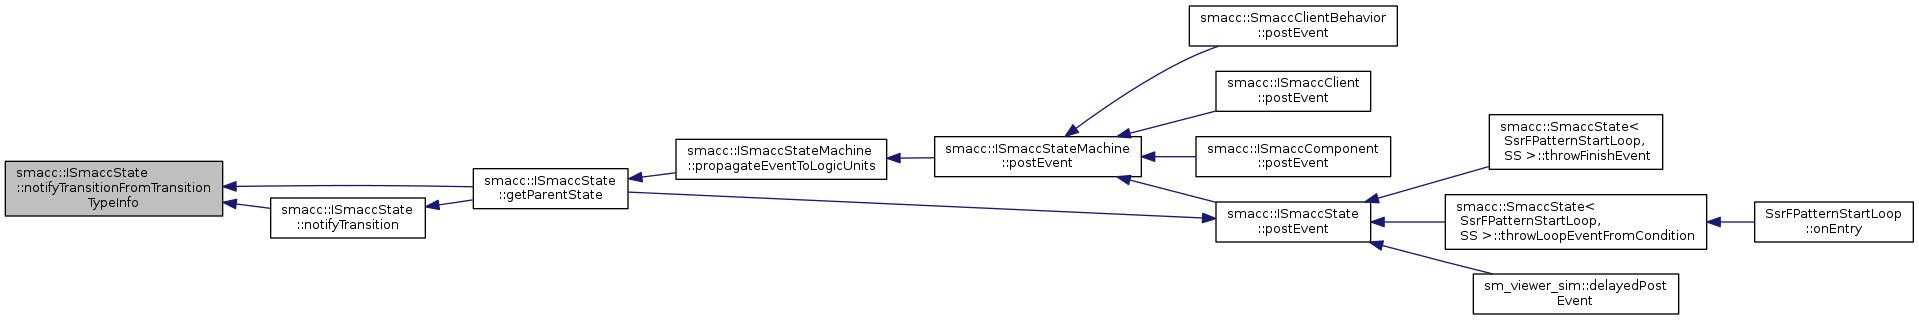 smacc::ISmaccState
::notifyTransitionFromTransition
TypeInfo
smacc::ISmaccState
::notifyTransition
smacc::ISmaccState
::getParentState
smacc::ISmaccStateMachine
::propagateEventToLogicUnits
smacc::ISmaccStateMachine
::postEvent
smacc::SmaccClientBehavior
::postEvent
smacc::ISmaccClient
::postEvent
smacc::ISmaccComponent
::postEvent
smacc::ISmaccState
::postEvent
smacc::SmaccState<
SsrFPatternStartLoop,
SS >::throwFinishEvent
smacc::SmaccState<
SsrFPatternStartLoop,
SS >::throwLoopEventFromCondition
sm_viewer_sim::delayedPost
Event
SsrFPatternStartLoop
::onEntry